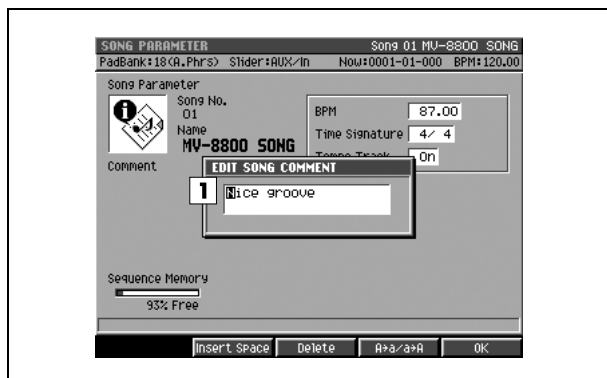 SONG PARAMETER Song 01 MV-8800 SONG
PadBank:18(A.Phrs) Slider:AUX/In Now:0001-01-000 BPM:120.00
Song Parameter
Song No.
01
Name
MV-8800 SONG
BPM 87.00
Time Signature 4/ 4
Tempo Track On
Comment
EDIT SONG COMMENT
1
Nice groove
Sequence Memory
93% Free
Insert Space Delete A→a/a→A OK